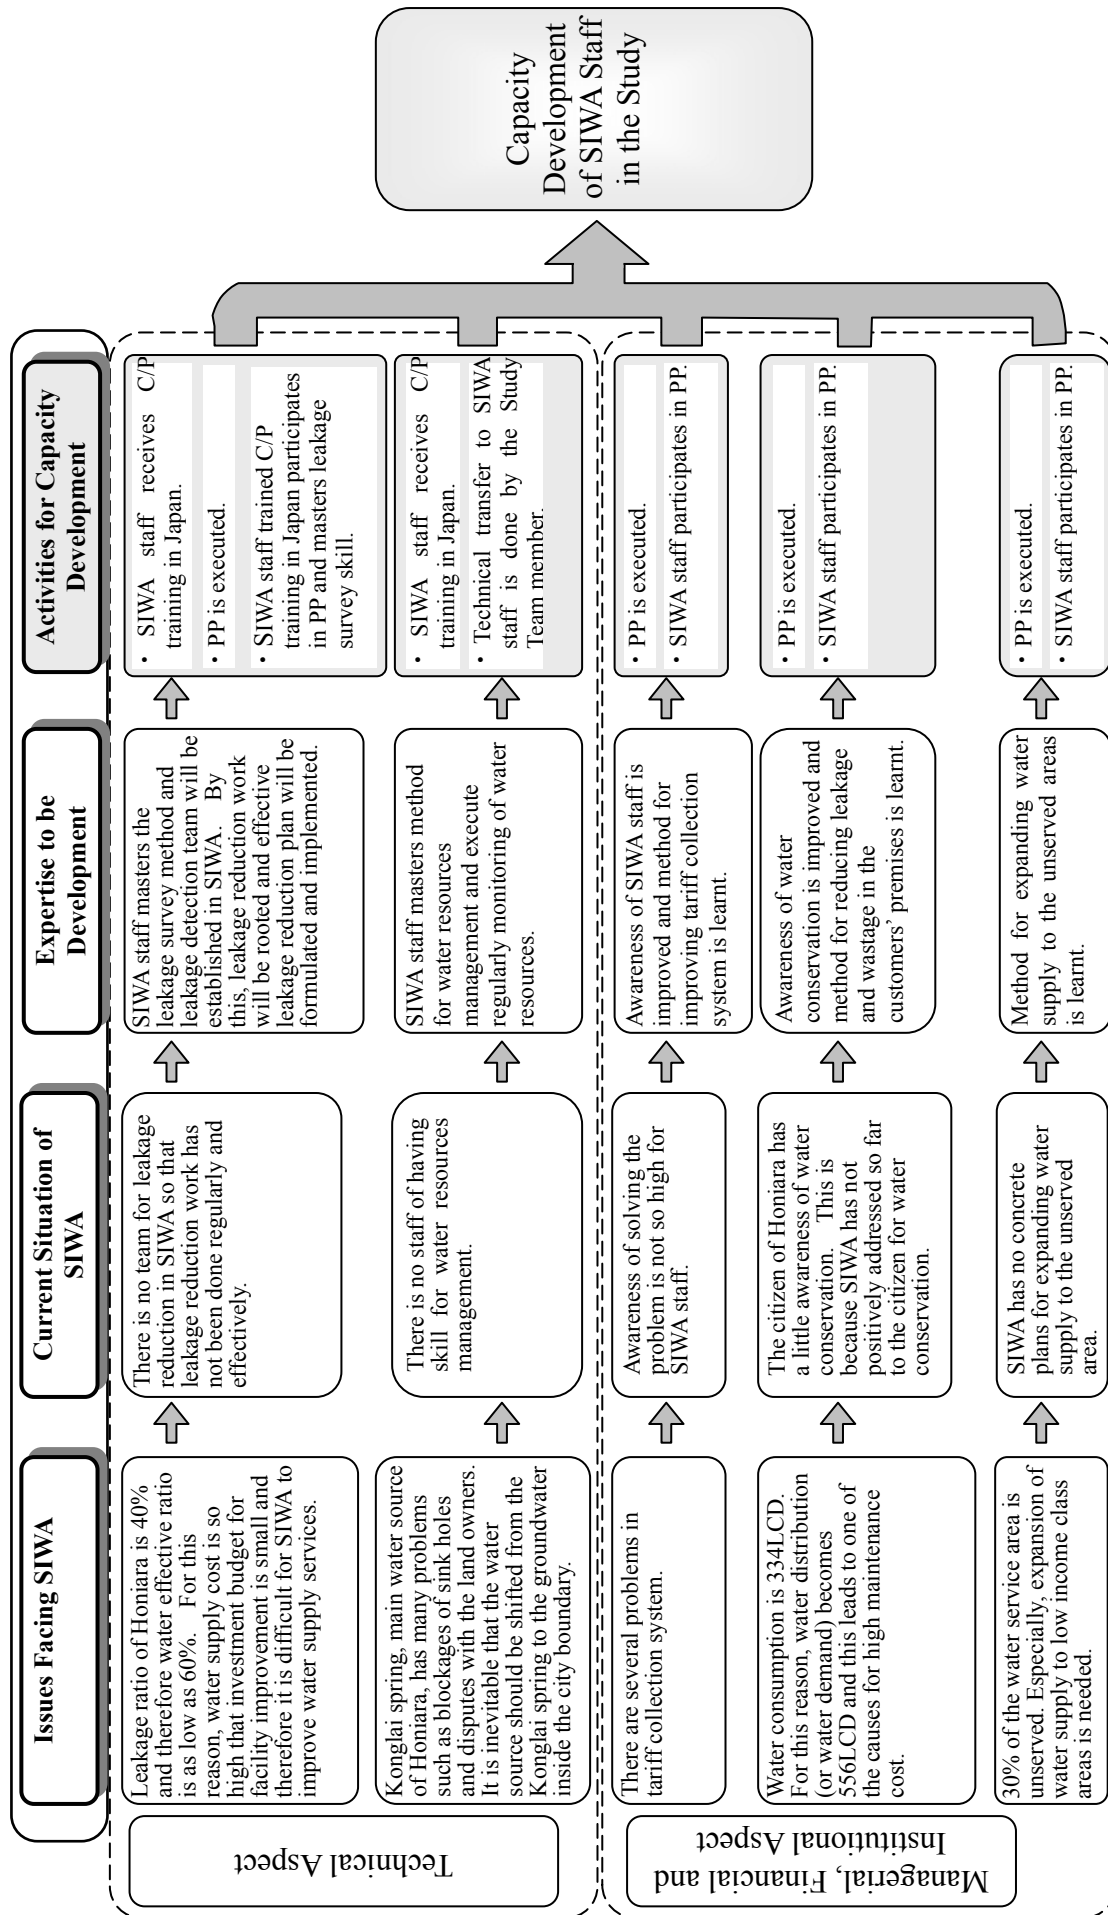 Issues Facing SIWA
Current Situation of
SIWA
Expertise to be
Development
Activities for Capacity
Development
Technical Aspect
Leakage ratio of Honiara is 40%
and therefore water effective ratio
is as low as 60%. For this
reason, water supply cost is so
high that investment budget for
facility improvement is small and
therefore it is difficult for SIWA to
improve water supply services.
There is no team for leakage
reduction in SIWA so that
leakage reduction work has
not been done regularly and
effectively.
SIWA staff masters the
leakage survey method and
leakage detection team will be
established in SIWA. By
this, leakage reduction work
will be rooted and effective
leakage reduction plan will be
formulated and implemented.
• SIWA staff receives C/P
training in Japan.
• PP is executed.
• SIWA staff trained C/P
training in Japan participates
in PP and masters leakage
survey skill.
Konglai spring, main water source
of Honiara, has many problems
such as blockages of sink holes
and disputes with the land owners.
It is inevitable that the water
source should be shifted from the
Konglai spring to the groundwater
inside the city boundary.
There is no staff of having
skill for water resources
management.
SIWA staff masters method
for water resources
management and execute
regularly monitoring of water
resources.
• SIWA staff receives C/P
training in Japan.
• Technical transfer to SIWA
staff is done by the Study
Team member.
Managerial, Financial and
Institutional Aspect
There are several problems in
tariff collection system.
Awareness of solving the
problem is not so high for
SIWA staff.
Awareness of SIWA staff is
improved and method for
improving tariff collection
system is learnt.
• PP is executed.
• SIWA staff participates in PP.
Water consumption is 334LCD.
For this reason, water distribution
(or water demand) becomes
556LCD and this leads to one of
the causes for high maintenance
cost.
The citizen of Honiara has
a little awareness of water
conservation. This is
because SIWA has not
positively addressed so far
to the citizen for water
conservation.
Awareness of water
conservation is improved and
method for reducing leakage
and wastage in the
customers' premises is learnt.
• PP is executed.
• SIWA staff participates in PP.
30% of the water service area is
unserved. Especially, expansion of
water supply to low income class
areas is needed.
SIWA has no concrete
plans for expanding water
supply to the unserved
area.
Method for expanding water
supply to the unserved areas
is learnt.
• PP is executed.
• SIWA staff participates in PP.
Capacity
Development
of SIWA Staff
in the Study